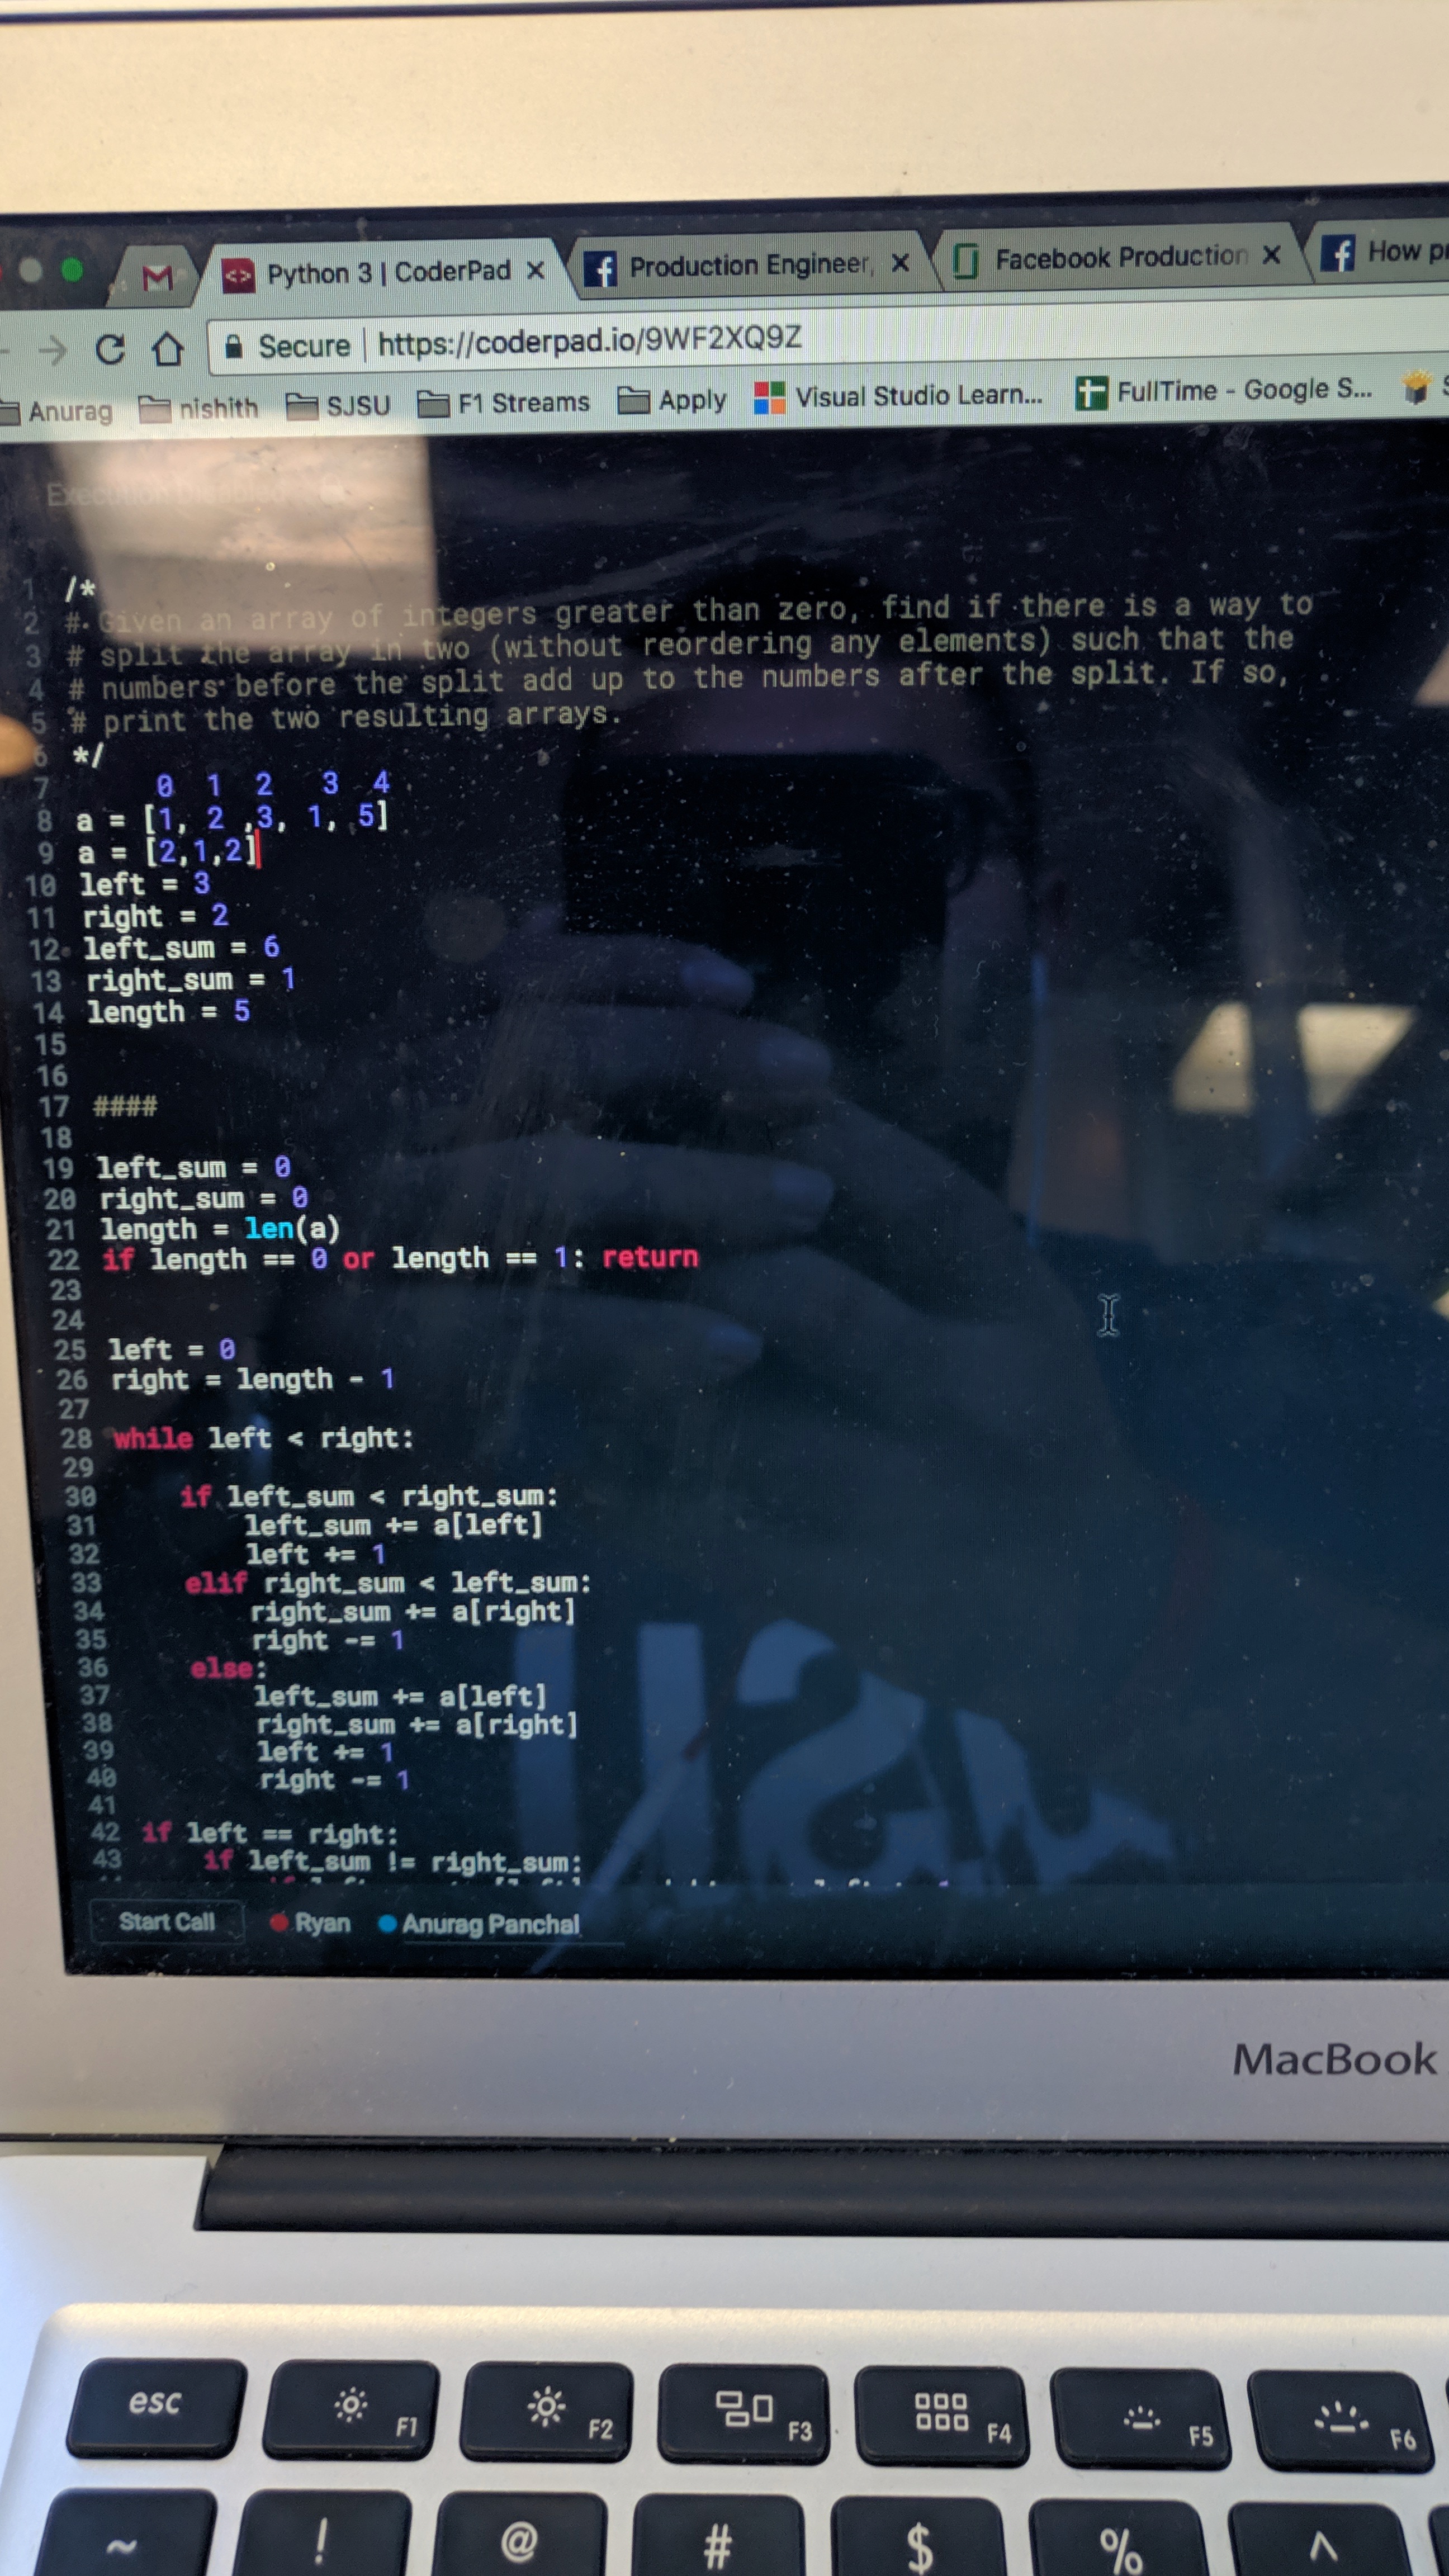 Python 3 | CoderPad
Production Engineer,
Facebook Production
How pr
Secure https://coderpad.io/9WF2XQ9Z
Anurag nishith SJSU F1 Streams Apply Visual Studio Learn... FullTime - Google S... S
1 /*
2 # Given an array of integers greater than zero, find if there is a way to
3 # split the array in two (without reordering any elements) such that the
4 # numbers before the split add up to the numbers after the split. If so,
5 # print the two resulting arrays.
6 */
7 0 1 2 3 4
8 a = [1, 2 ,3, 1, 5]
9 a = [2,1,2]
10 left = 3
11 right = 2
12 left_sum = 6
13 right_sum = 1
14 length = 5
15
16
17 ####
18
19 left_sum = 0
20 right_sum = 0
21 length = len(a)
22 if length == 0 or length == 1: return
23
24
25 left = 0
26 right = length - 1
27
28 while left < right:
29
30 if left_sum < right_sum:
31 left_sum += a[left]
32 left += 1
33 elif right_sum < left_sum:
34 right_sum += a[right]
35 right -= 1
36 else:
37 left_sum += a[left]
38 right_sum += a[right]
39 left += 1
40 right -= 1
41
42 if left == right:
43 if left_sum != right_sum:
Start Call Ryan Anurag Panchal
MacBook
esc F1 F2 F3 F4 F5 F6
~ ! @ # $ % ^